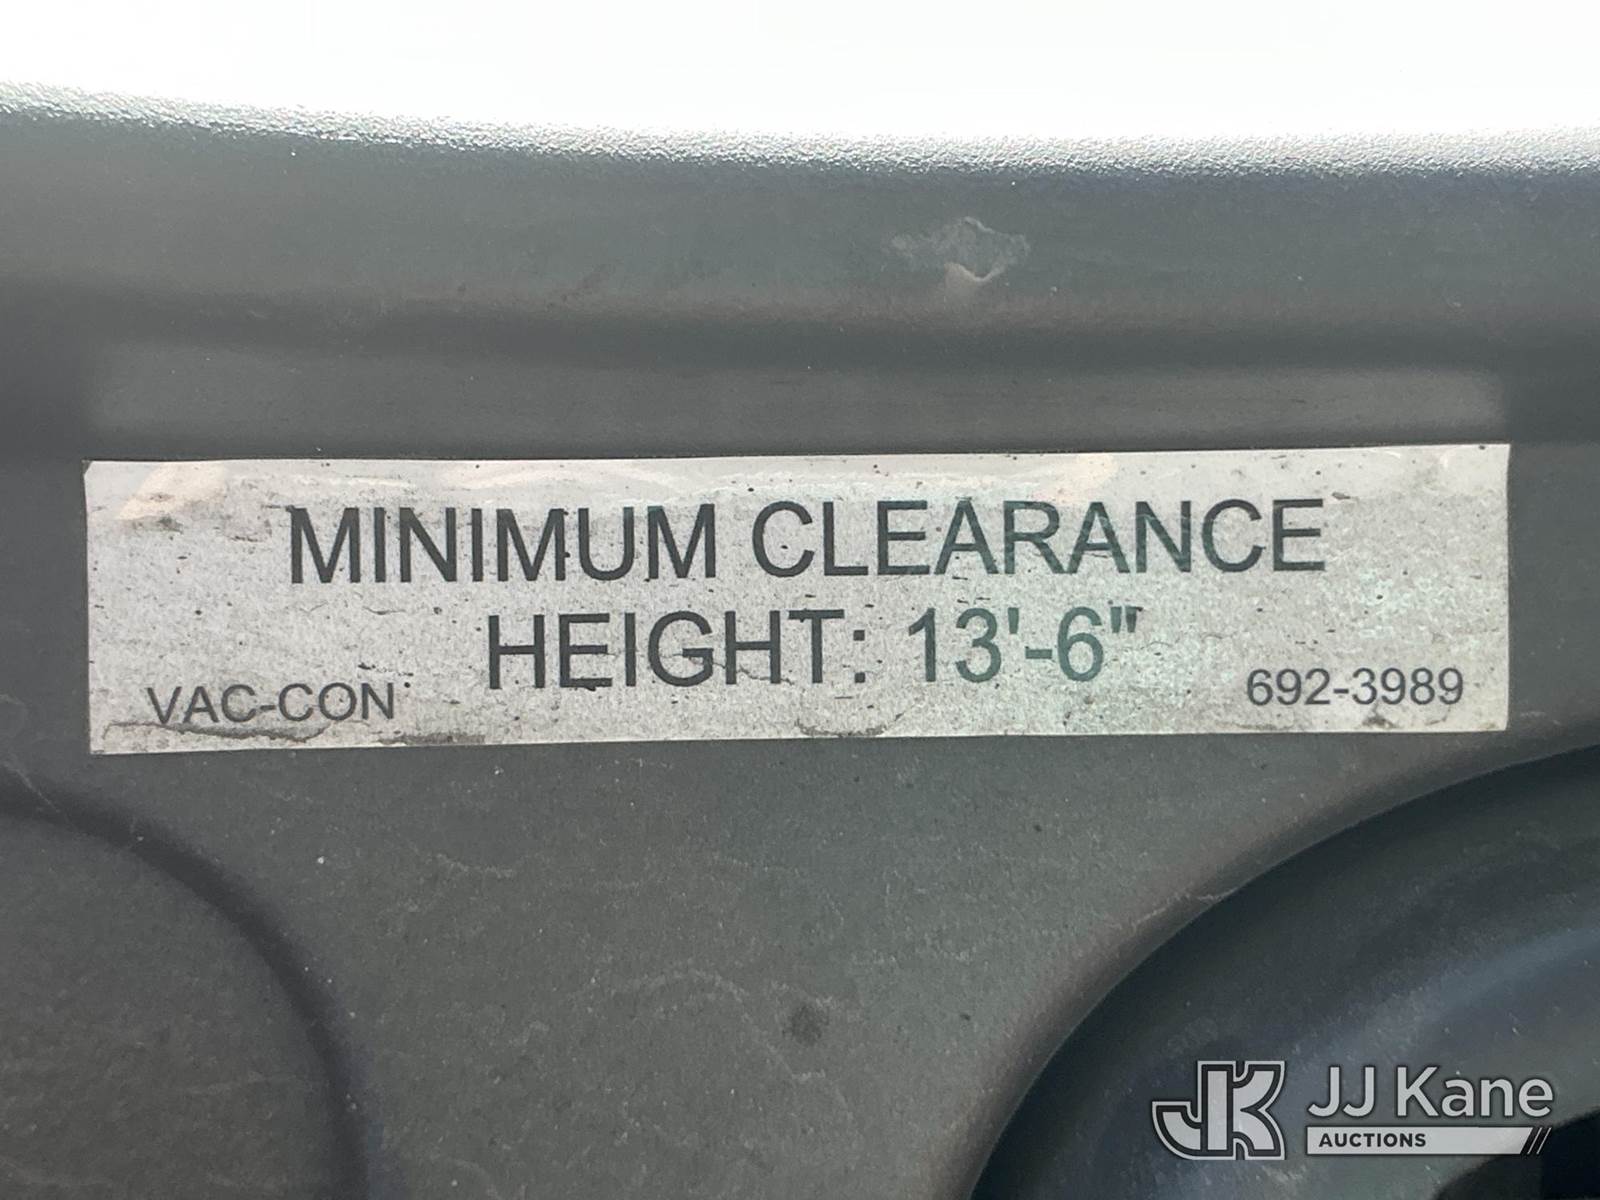 MINIMUM CLEARANCE
HEIGHT: 13'-6"
VAC-CON
692-3989
JJ Kane
AUCTIONS